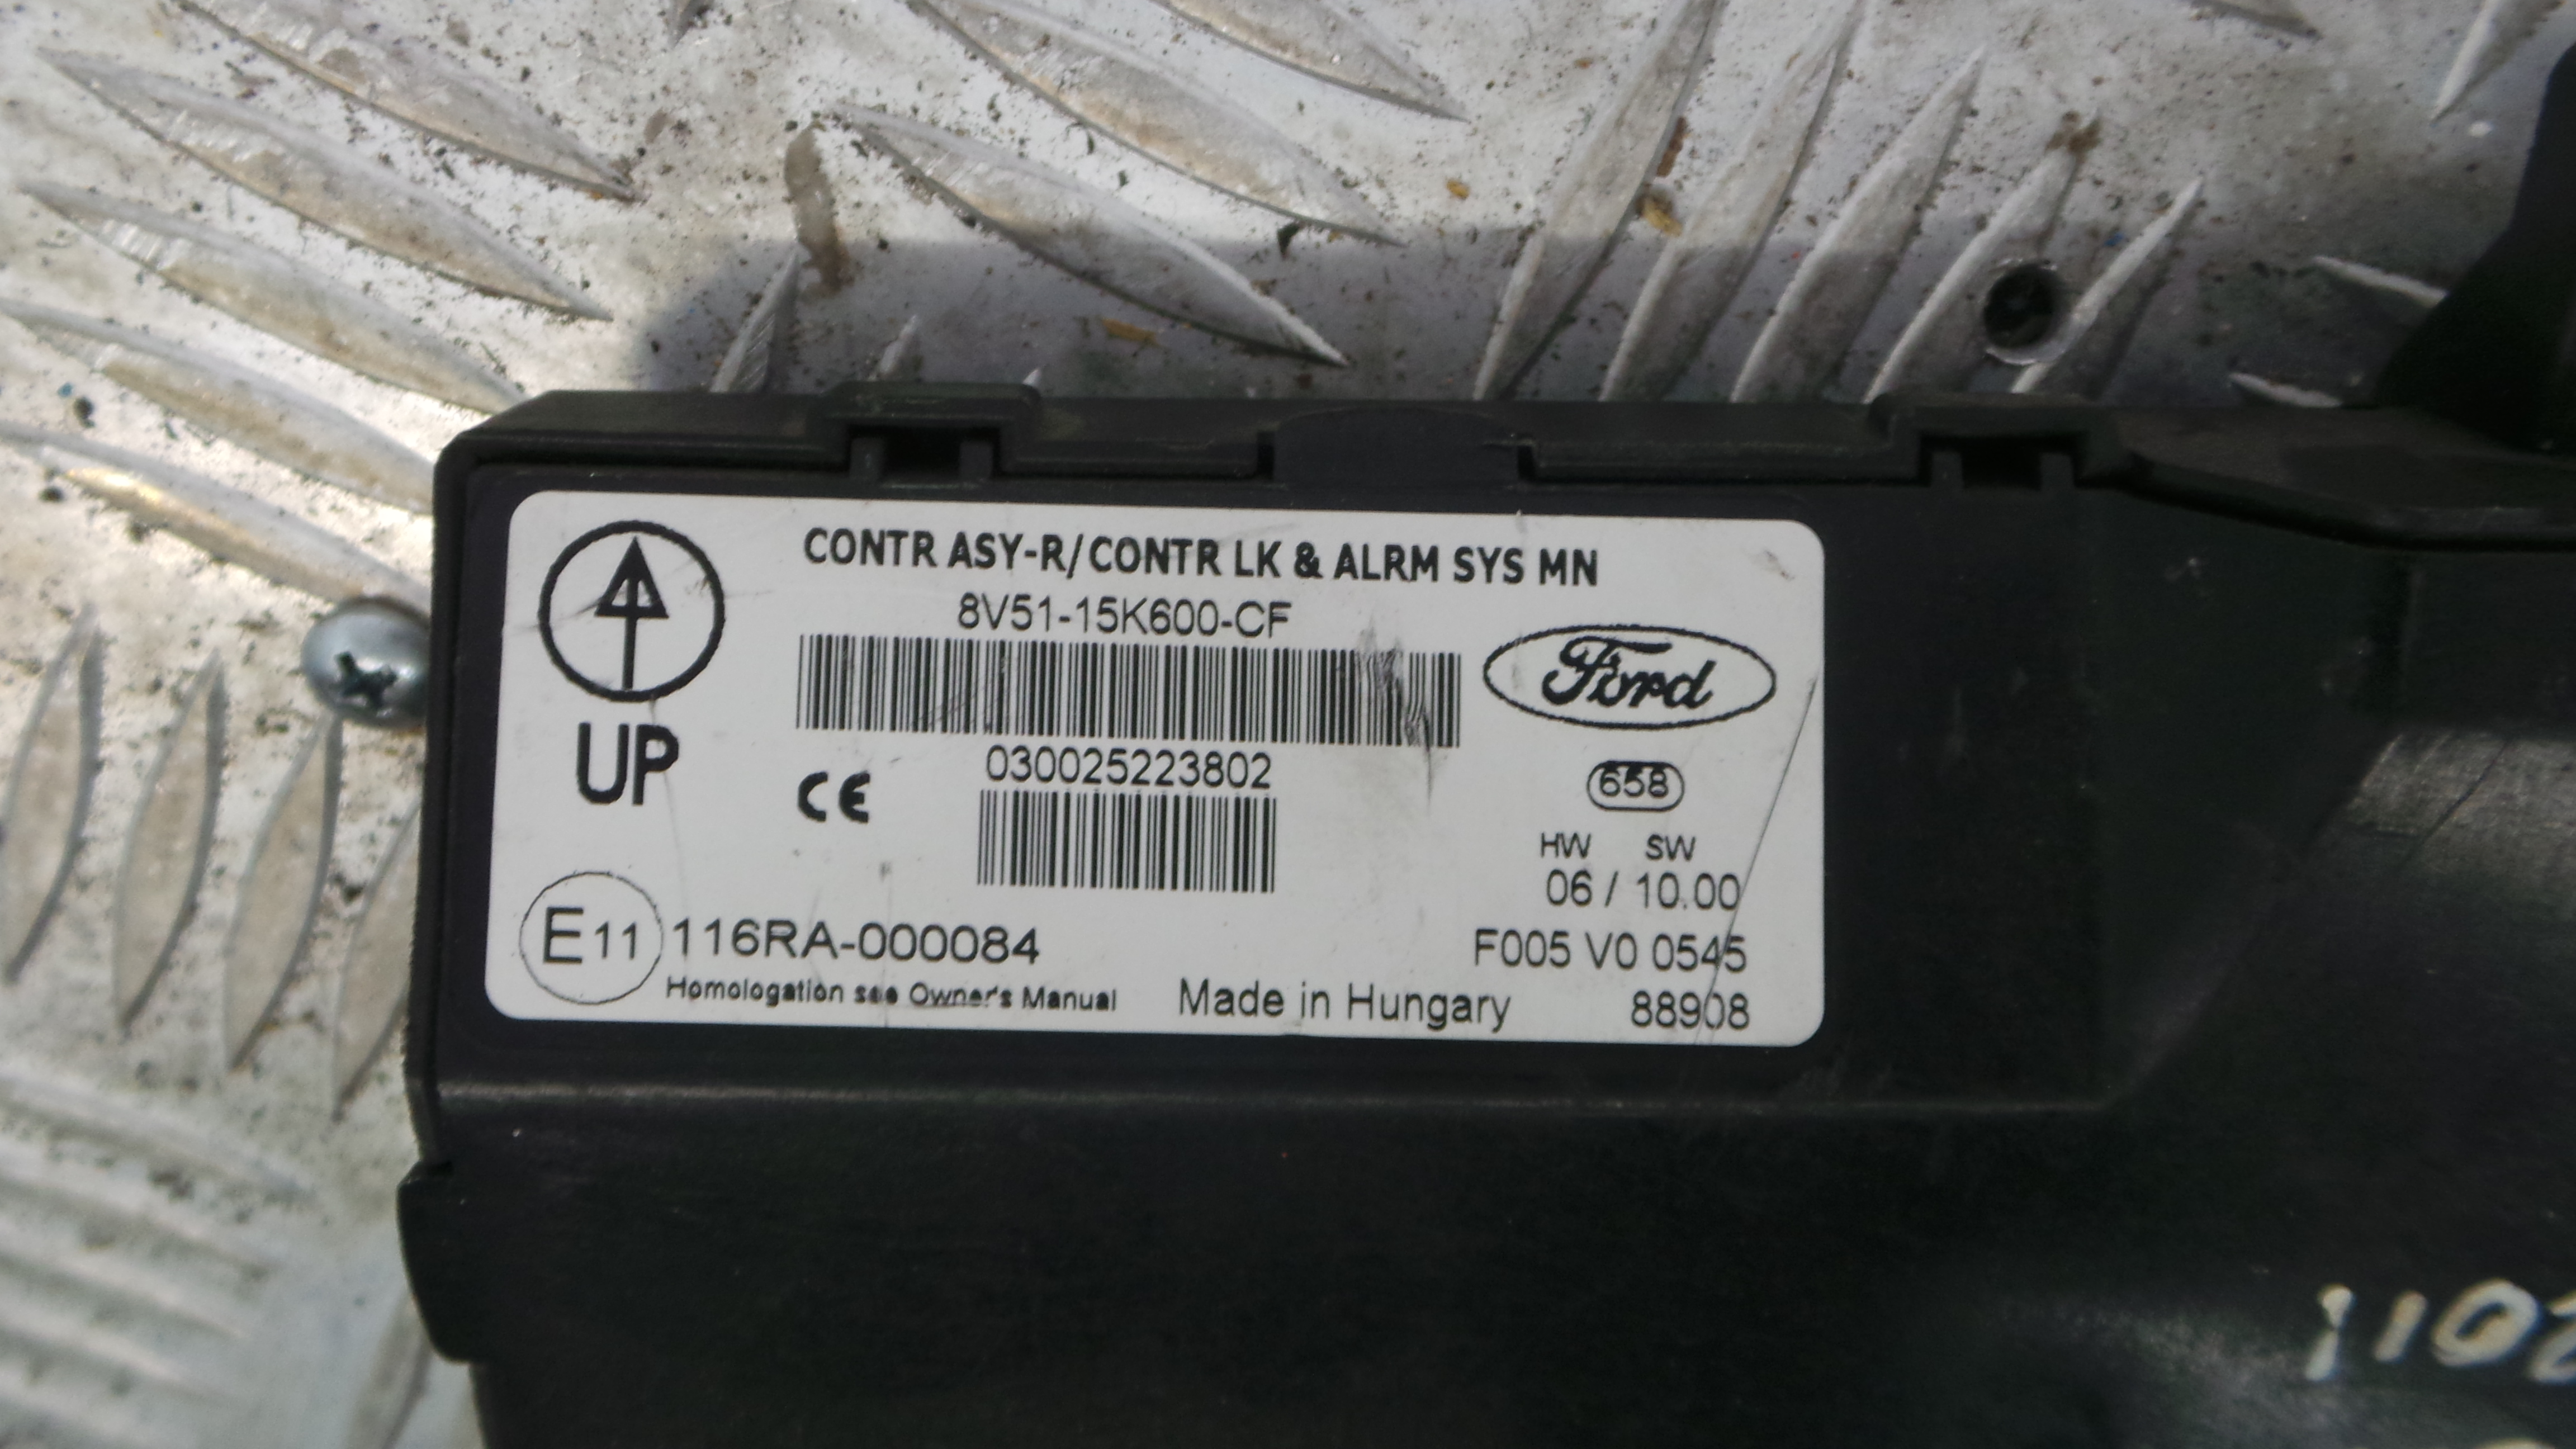 CONTR ASY-R/CONTR LK & ALRM SYS MN
8V51-15K600-CF
Ford
UP
CE
030025223802
658
HW SW
06 / 10.00
E11 116RA-000084
F005 V0 0545
Homologation see Owner's Manual
Made in Hungary
88908